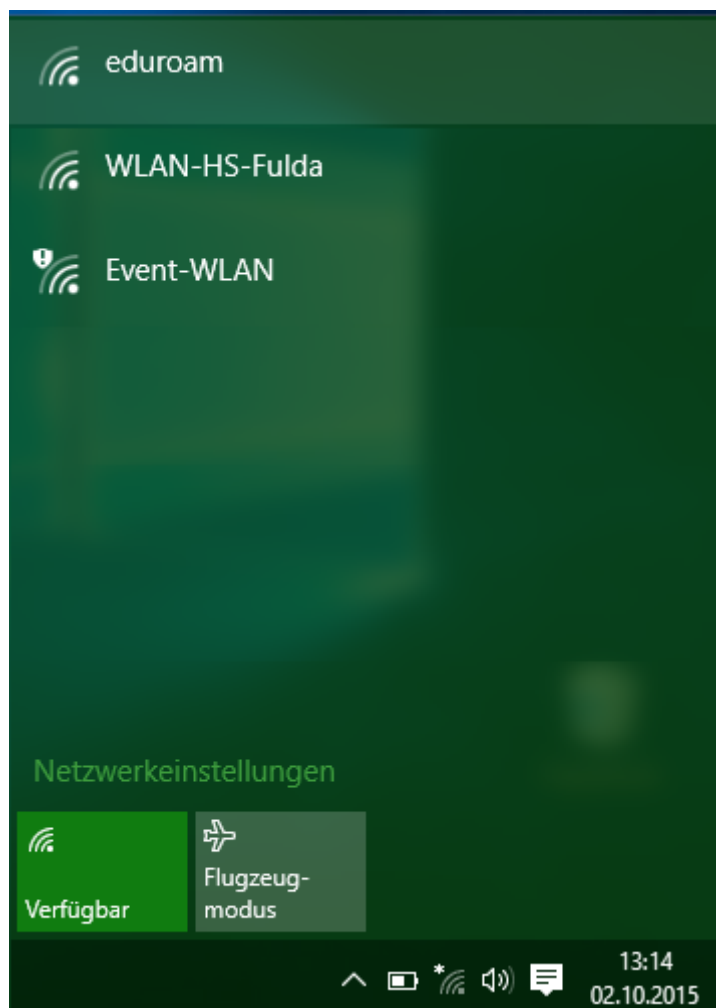 eduroam
WLAN-HS-Fulda
Event-WLAN
Netzwerkeinstellungen
Verfügbar
Flugzeug-
modus
13:14
02.10.2015